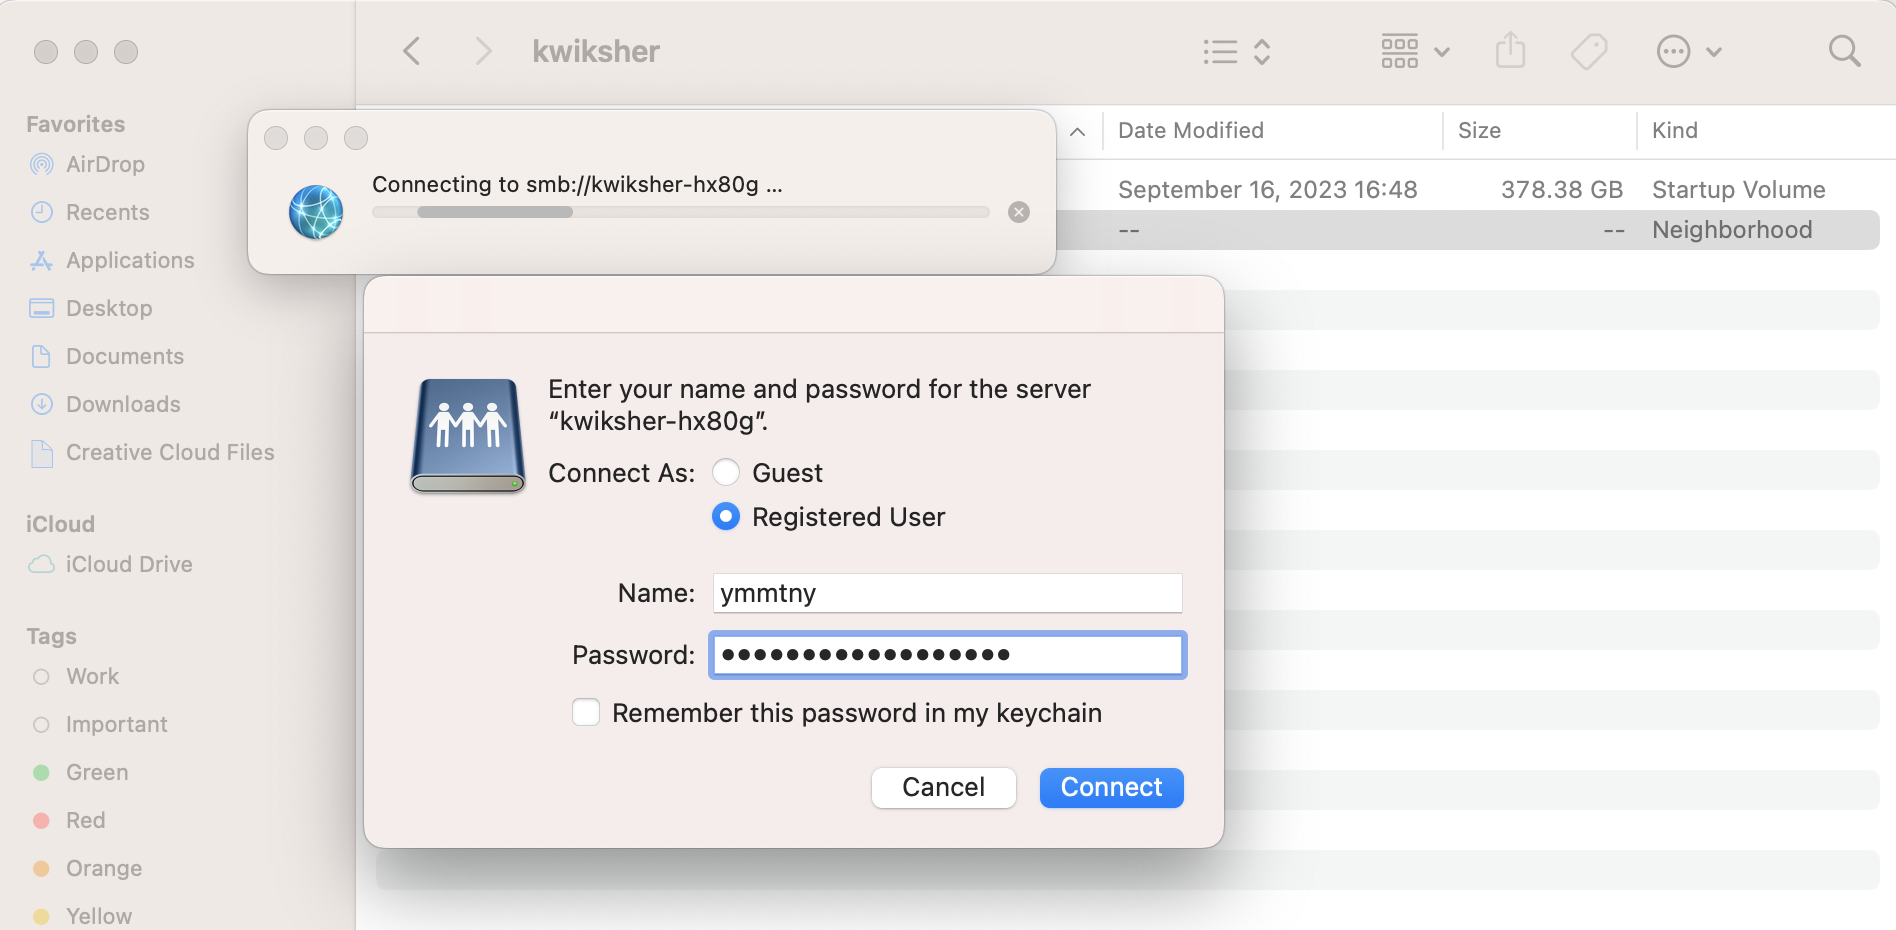 kwiksher
Favorites
AirDrop
Recents
Applications
Desktop
Documents
Downloads
Creative Cloud Files
iCloud
iCloud Drive
Tags
Work
Important
Green
Red
Orange
Yellow
Date Modified Size Kind
September 16, 2023 16:48 378.38 GB Startup Volume
-- -- Neighborhood
Connecting to smb://kwiksher-hx80g ...
Enter your name and password for the server
“kwiksher-hx80g”.
Connect As: Guest
Registered User
Name: ymmtny
Password: ••••••••••••••••••
Remember this password in my keychain
Cancel Connect